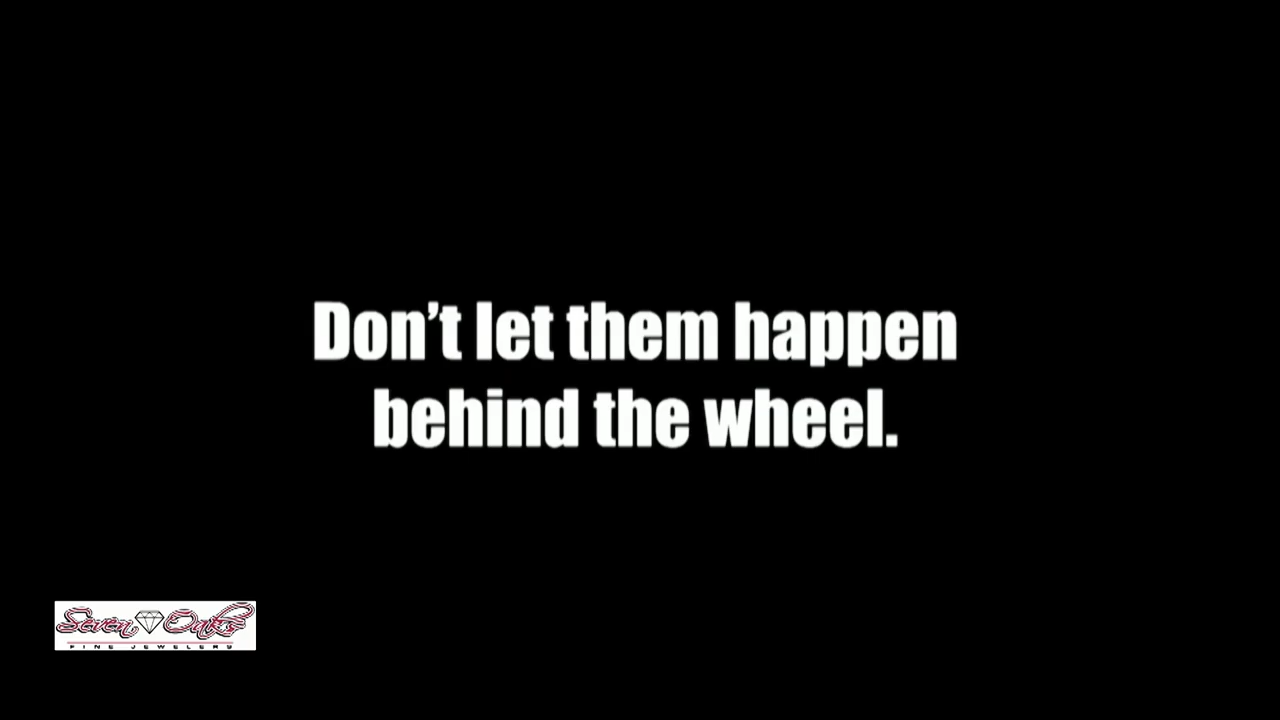 Don’t let them happen
behind the wheel.
Seven Oaks
FINE JEWELERY